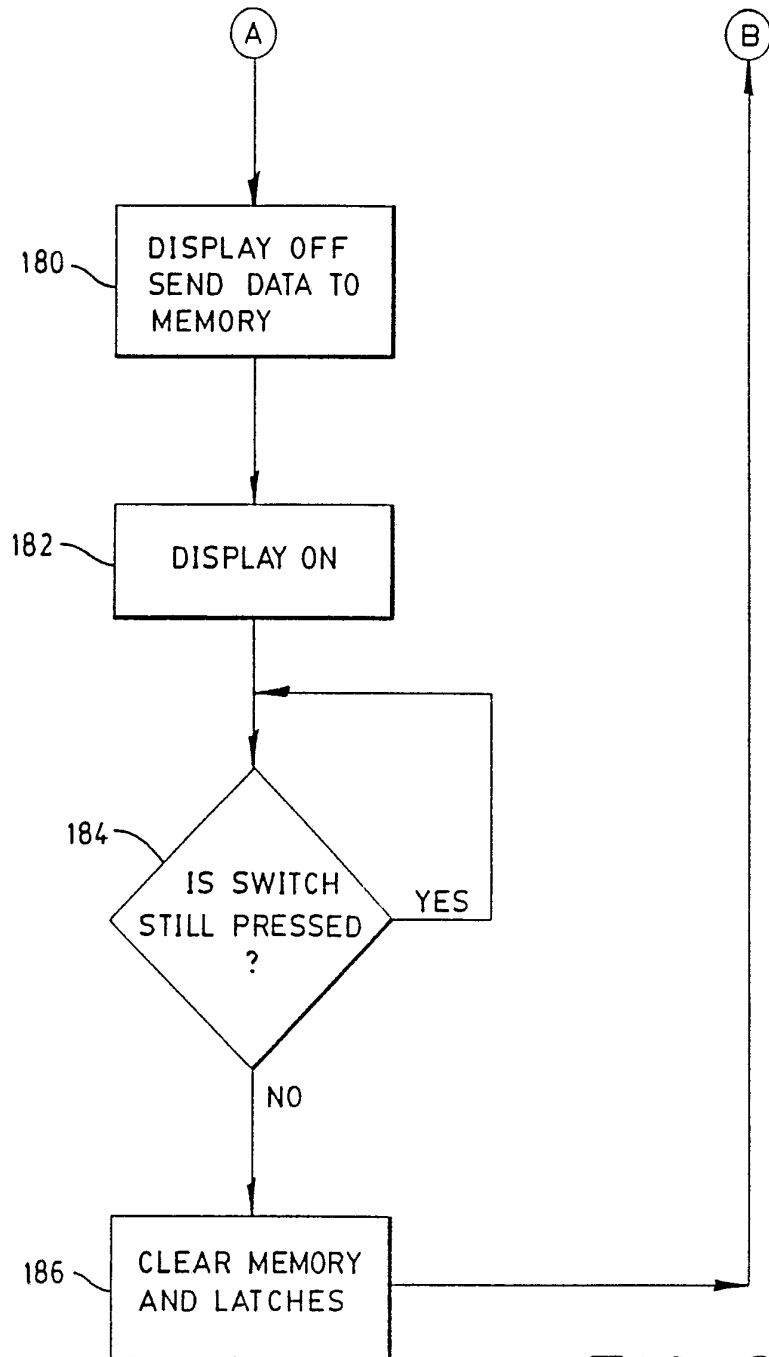 A
B
180
DISPLAY OFF
SEND DATA TO
MEMORY
182
DISPLAY ON
184
IS SWITCH
STILL PRESSED
?
YES
NO
186
CLEAR MEMORY
AND LATCHES